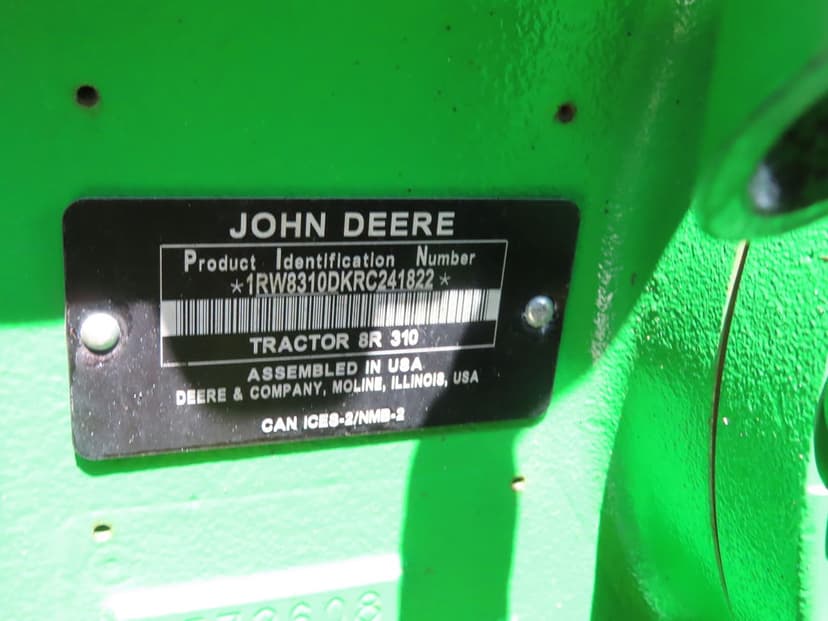 JOHN DEERE
Product Identification Number
*1RW8310DKRC241822*
TRACTOR 8R 310
ASSEMBLED IN USA
DEERE & COMPANY, MOLINE, ILLINOIS, USA
CAN ICES-2/NMB-2